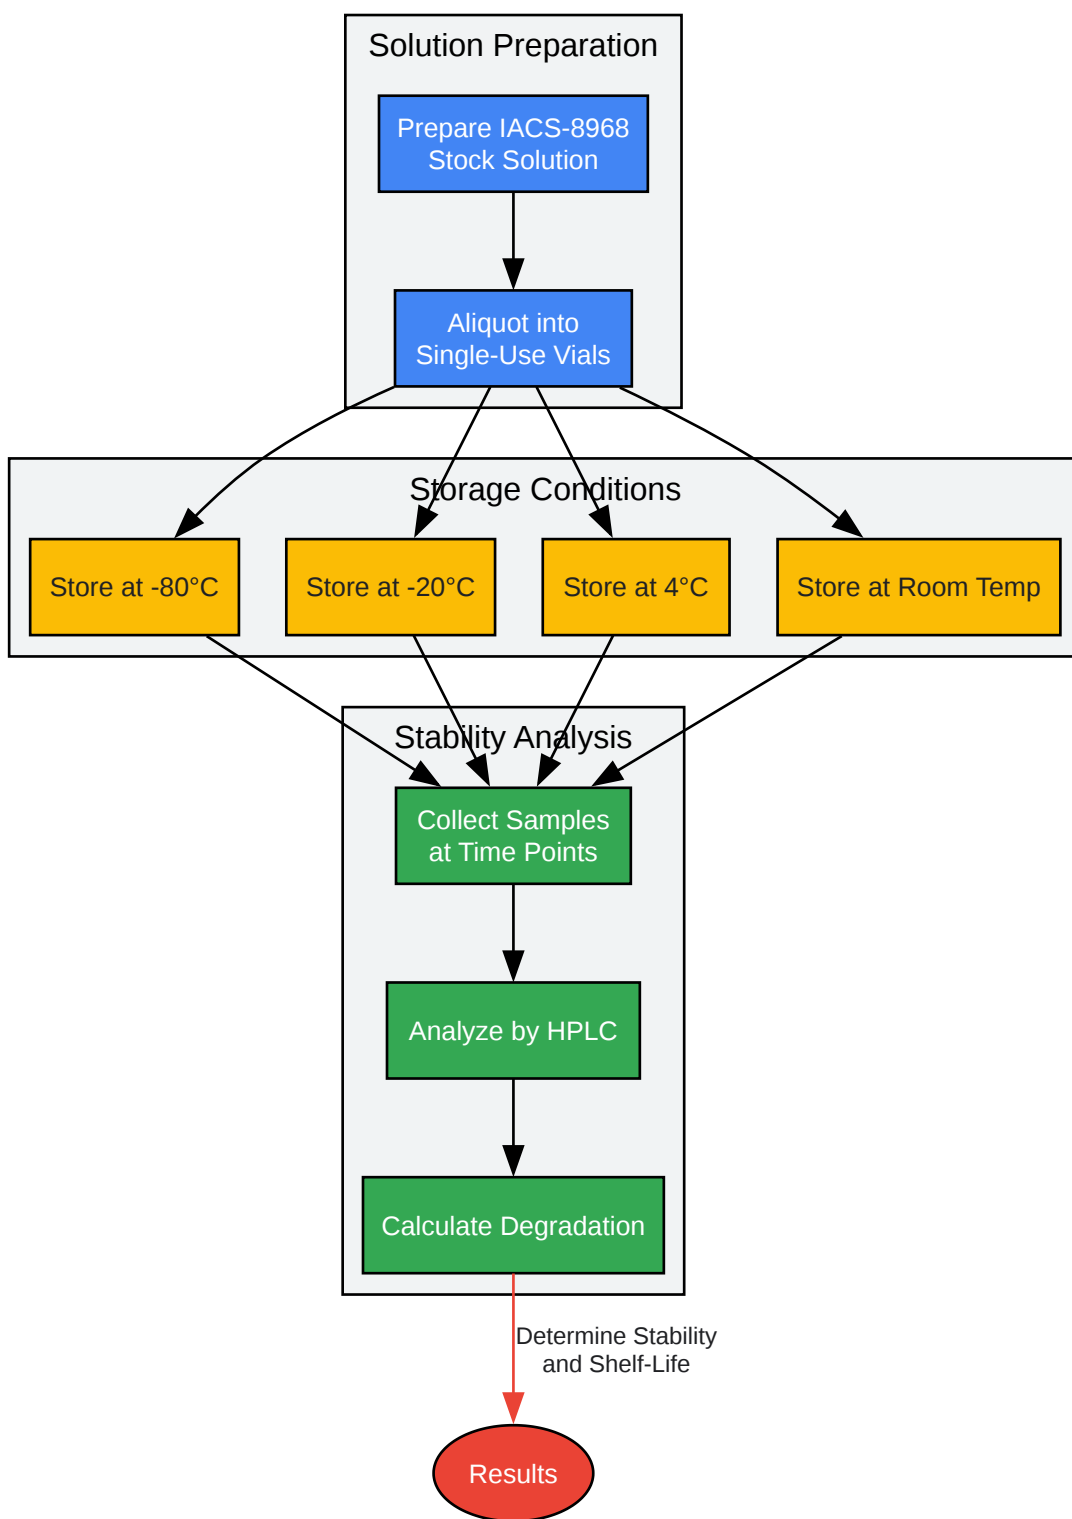 Solution Preparation
Prepare IACS-8968
Stock Solution
Aliquot into
Single-Use Vials
Storage Conditions
Store at -80°C
Store at -20°C
Store at 4°C
Store at Room Temp
Stability Analysis
Collect Samples
at Time Points
Analyze by HPLC
Calculate Degradation
Determine Stability
and Shelf-Life
Results